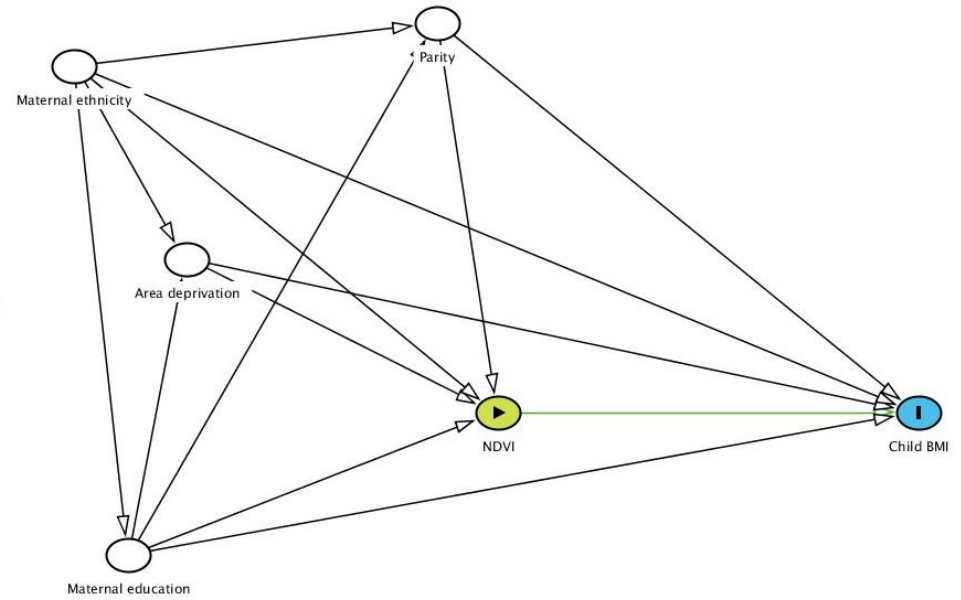 Parity
Maternal ethnicity
Area deprivation
NDVI
Child BMI
Maternal education